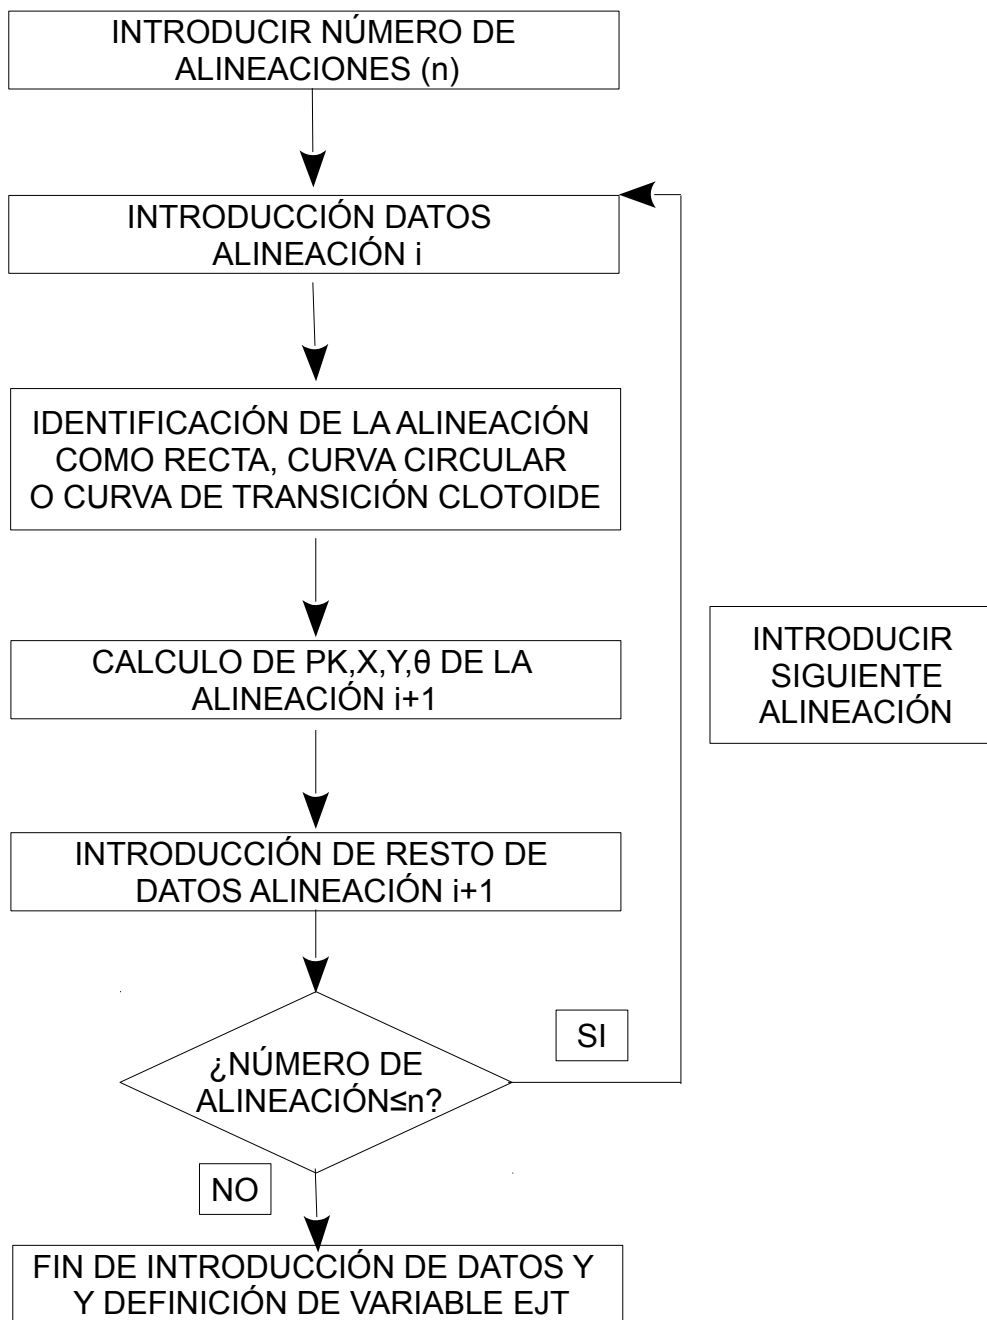 INTRODUCIR NÚMERO DE
ALINEACIONES (n)
INTRODUCCIÓN DATOS
ALINEACIÓN i
IDENTIFICACIÓN DE LA ALINEACIÓN
COMO RECTA, CURVA CIRCULAR
O CURVA DE TRANSICIÓN CLOTOIDE
CALCULO DE PK,X,Y,θ DE LA
ALINEACIÓN i+1
INTRODUCIR
SIGUIENTE
ALINEACIÓN
INTRODUCCIÓN DE RESTO DE
DATOS ALINEACIÓN i+1
¿NÚMERO DE
ALINEACIÓN≤n?
SI
NO
FIN DE INTRODUCCIÓN DE DATOS Y
Y DEFINICIÓN DE VARIABLE EJT